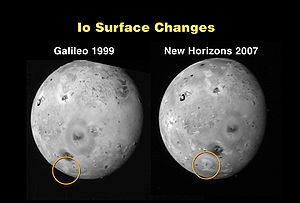 Io Surface Changes
Galileo 1999
New Horizons 2007